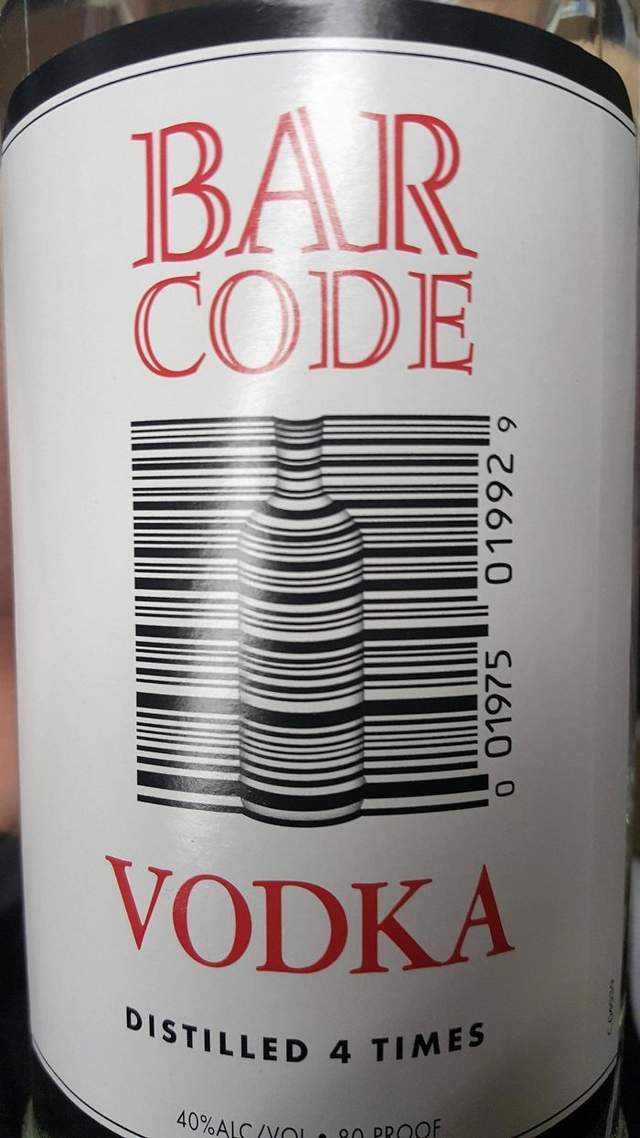 BAR
CODE
0 01975 01992 9
VODKA
DISTILLED 4 TIMES
40%ALC/VOL • 80 PROOF